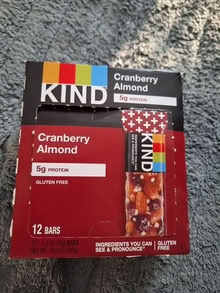 KIND
Cranberry
Almond
5g PROTEIN
Cranberry
Almond
5g PROTEIN
GLUTEN FREE
KIND
12 BARS
INGREDIENTS YOU CAN
SEE & PRONOUNCE®
GLUTEN
FREE